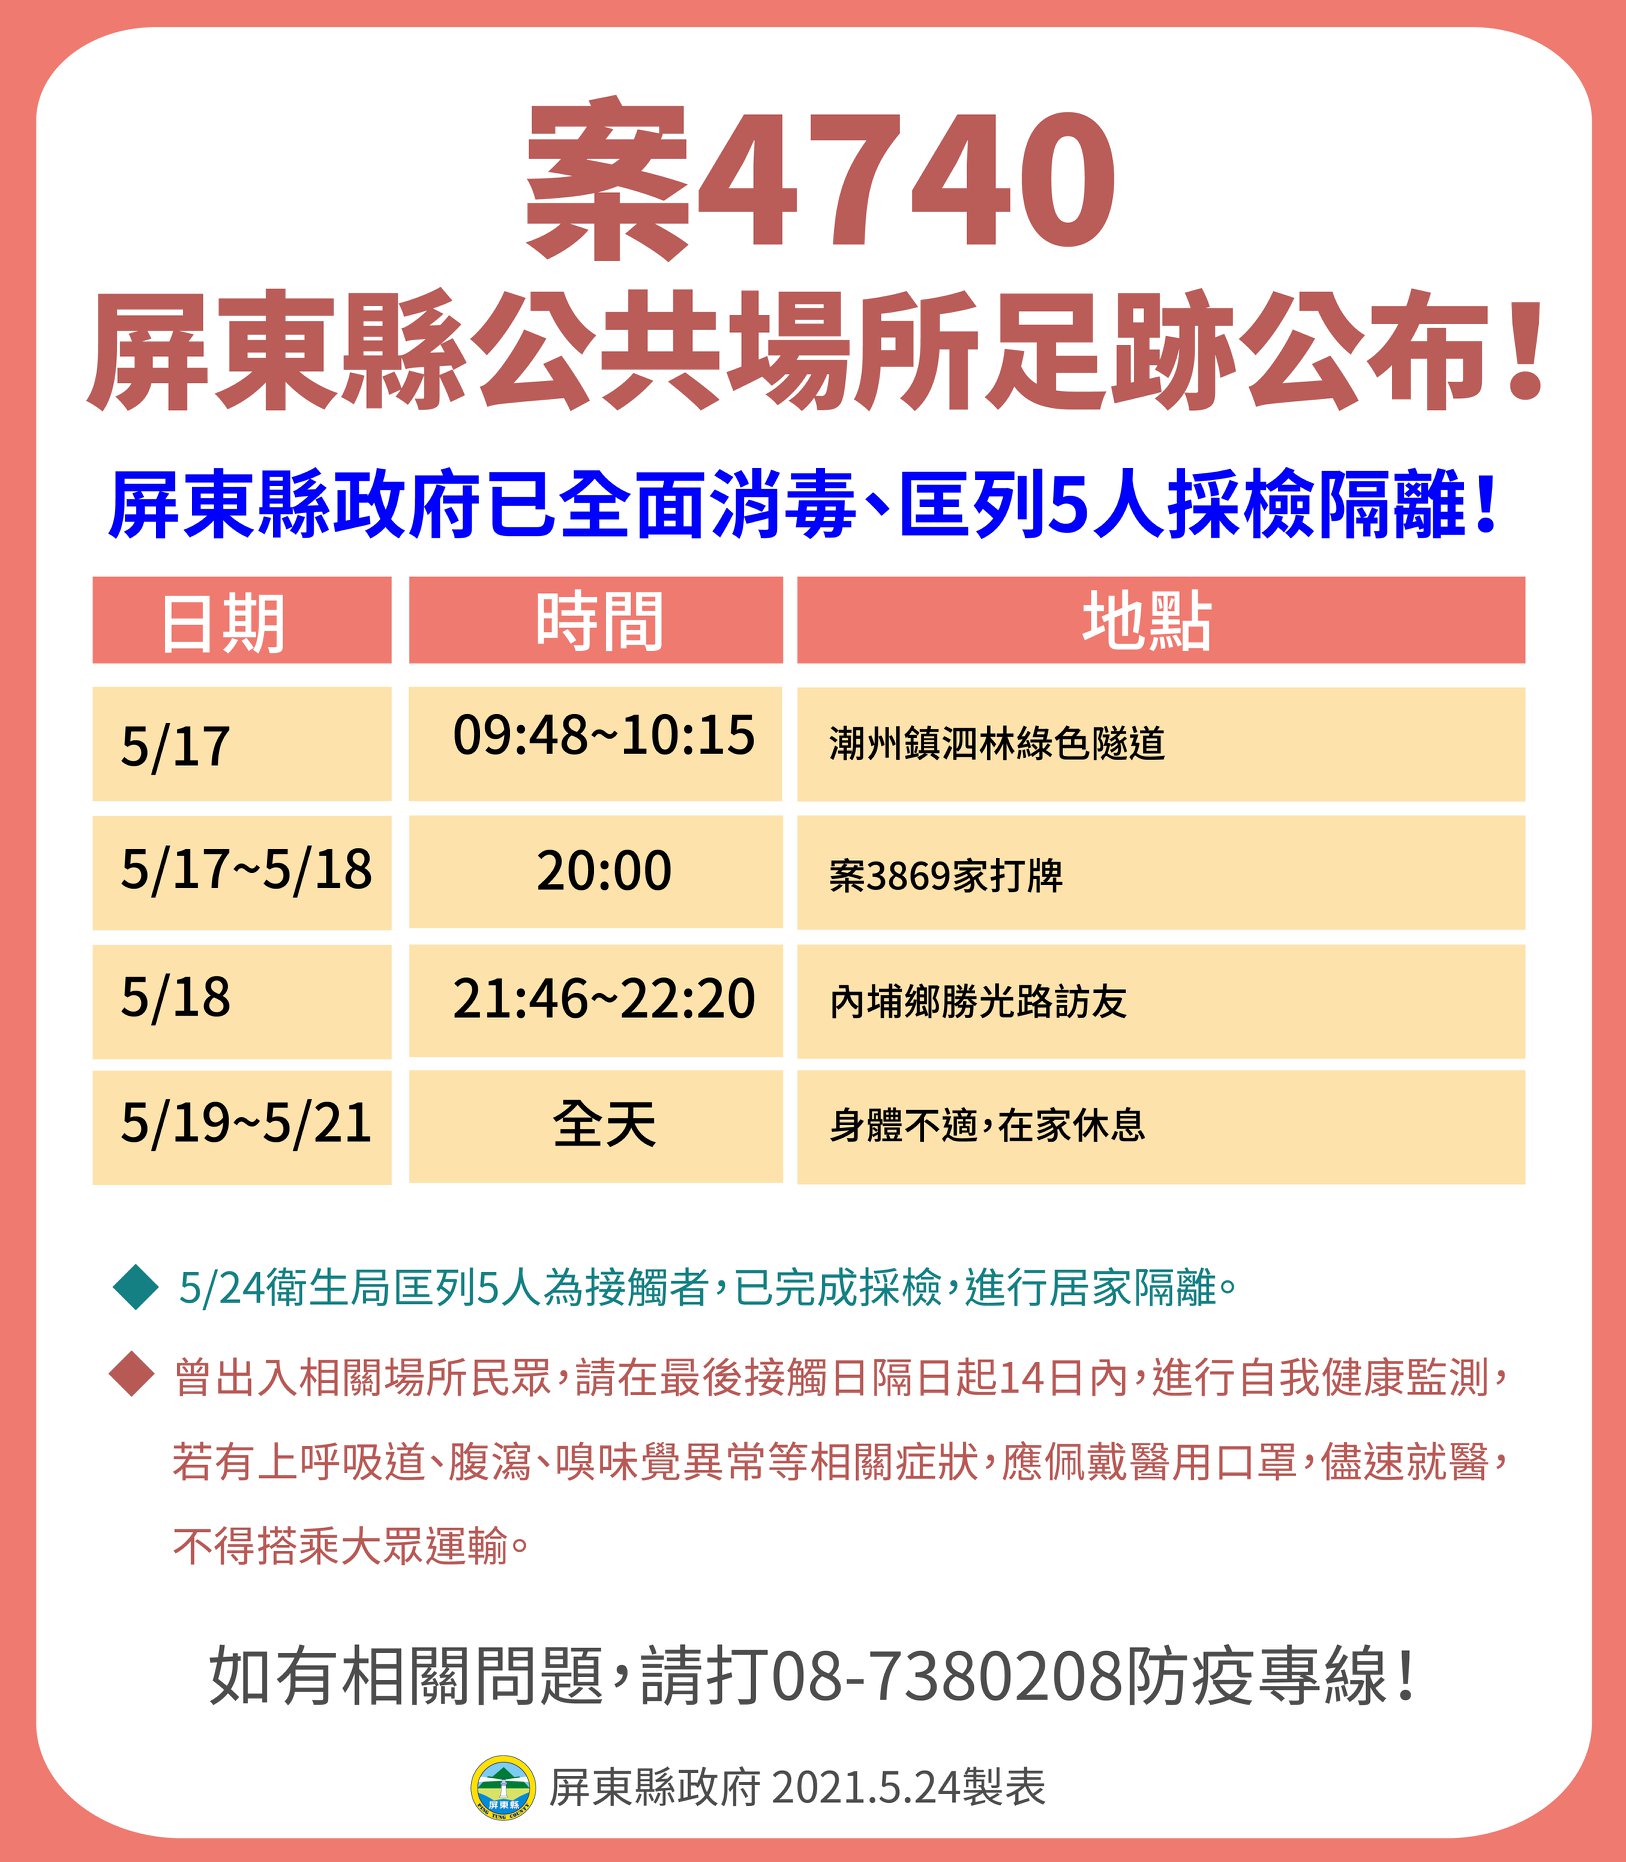 案4740
屏東縣公共場所足跡公布!
屏東縣政府已全面消毒、匡列5人採檢隔離!
日期 時間 地點
5/17 09:48~10:15 潮州鎮泗林綠色隧道
5/17~5/18 20:00 案3869家打牌
5/18 21:46~22:20 內埔鄉勝光路訪友
5/19~5/21 全天 身體不適,在家休息
◆ 5/24衛生局匡列5人為接觸者,已完成採檢,進行居家隔離。
◆ 曾出入相關場所民眾,請在最後接觸日隔日起14日內,進行自我健康監測,
若有上呼吸道、腹瀉、嗅味覺異常等相關症狀,應佩戴醫用口罩,儘速就醫,
不得搭乘大眾運輸。
如有相關問題,請打08-7380208防疫專線!
屏東縣
PING TUNG COUNTY
屏東縣政府 2021.5.24製表